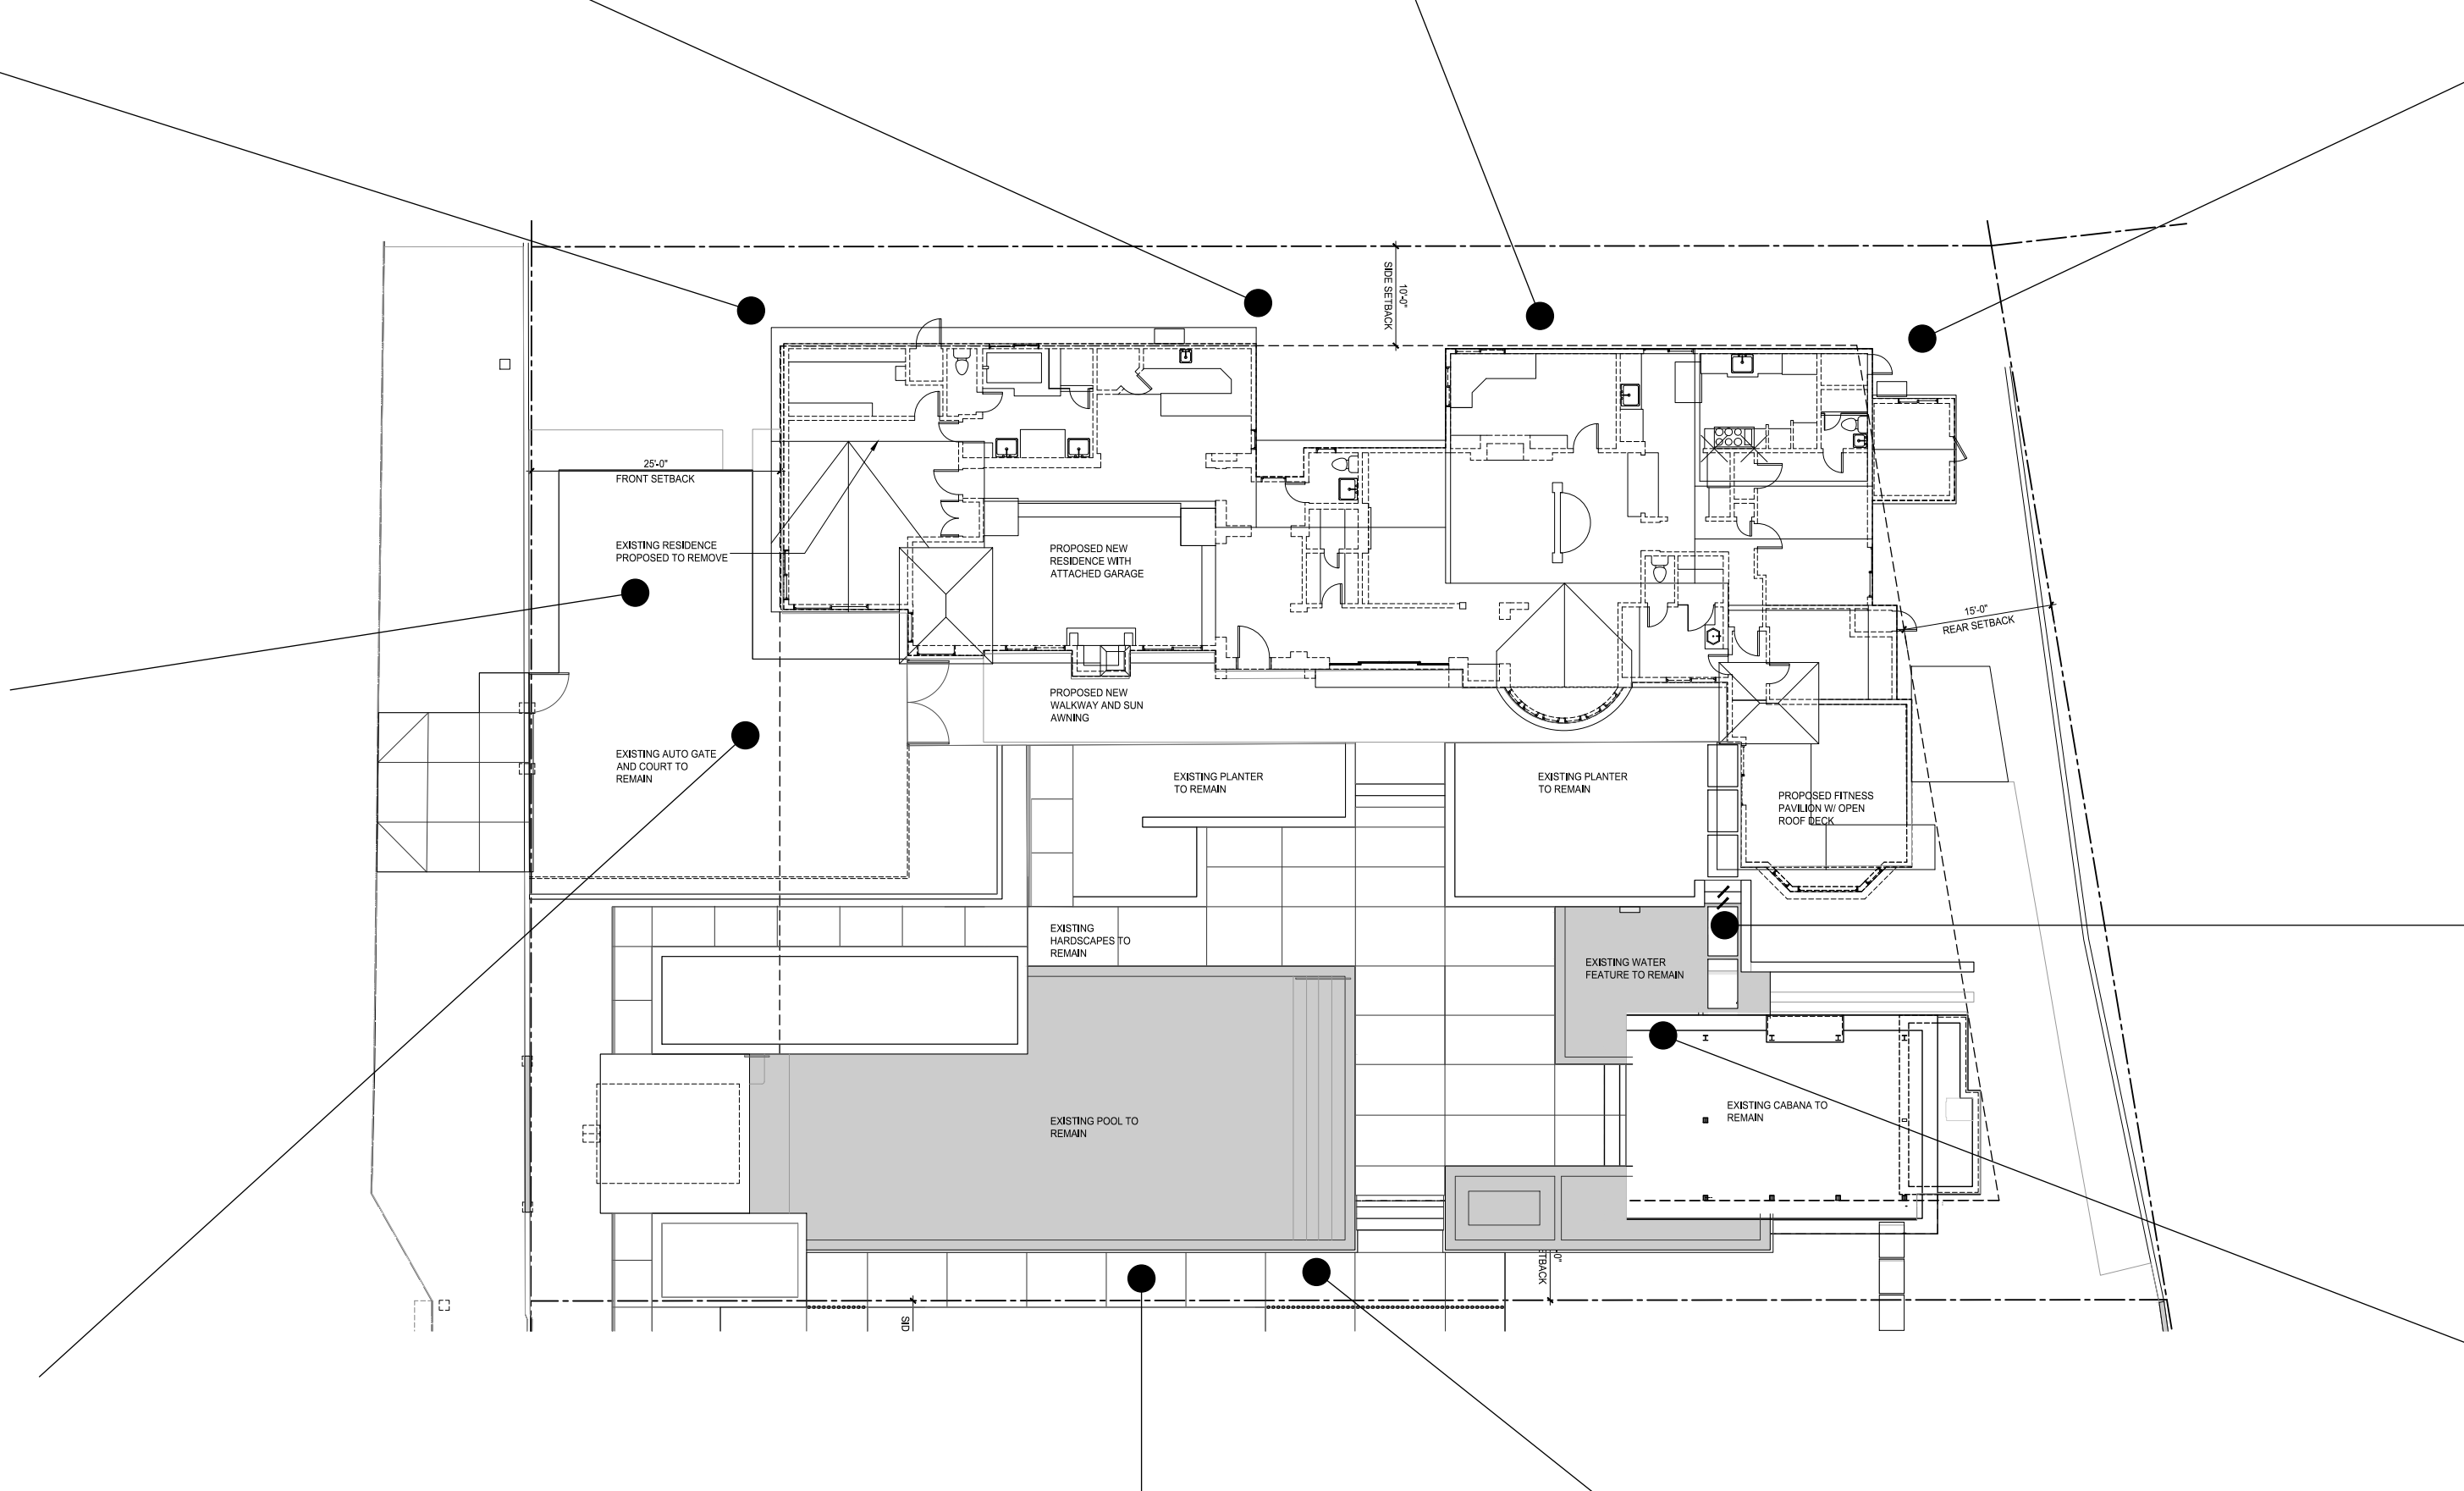 10'-0"
SIDE SETBACK
25'-0"
FRONT SETBACK
EXISTING RESIDENCE
PROPOSED TO REMOVE
PROPOSED NEW
RESIDENCE WITH
ATTACHED GARAGE
15'-0"
REAR SETBACK
PROPOSED NEW
WALKWAY AND SUN
AWNING
EXISTING AUTO GATE
AND COURT TO
REMAIN
EXISTING PLANTER
TO REMAIN
EXISTING PLANTER
TO REMAIN
PROPOSED FITNESS
PAVILION W/ OPEN
ROOF DECK
EXISTING
HARDSCAPES TO
REMAIN
EXISTING WATER
FEATURE TO REMAIN
EXISTING POOL TO
REMAIN
EXISTING CABANA TO
REMAIN
0"
ETBACK
SID